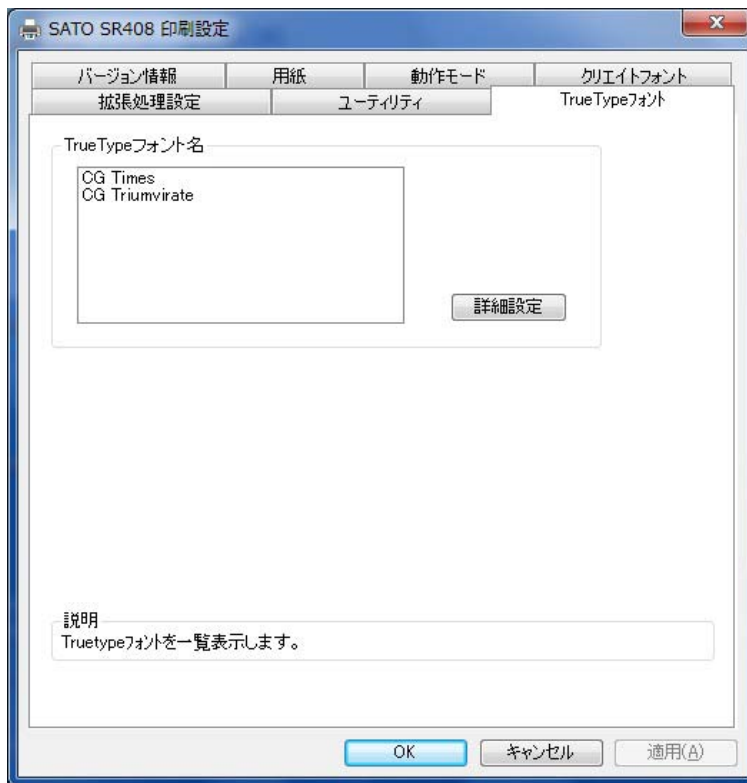 SATO SR408 印刷設定
バージョン情報 用紙 動作モード クリエイトフォント
拡張処理設定 ユーティリティ TrueTypeフォント
TrueTypeフォント名
CG Times
CG Triumvirate
詳細設定
説明
Truetypeフォントを一覧表示します。
OK キャンセル 適用(A)